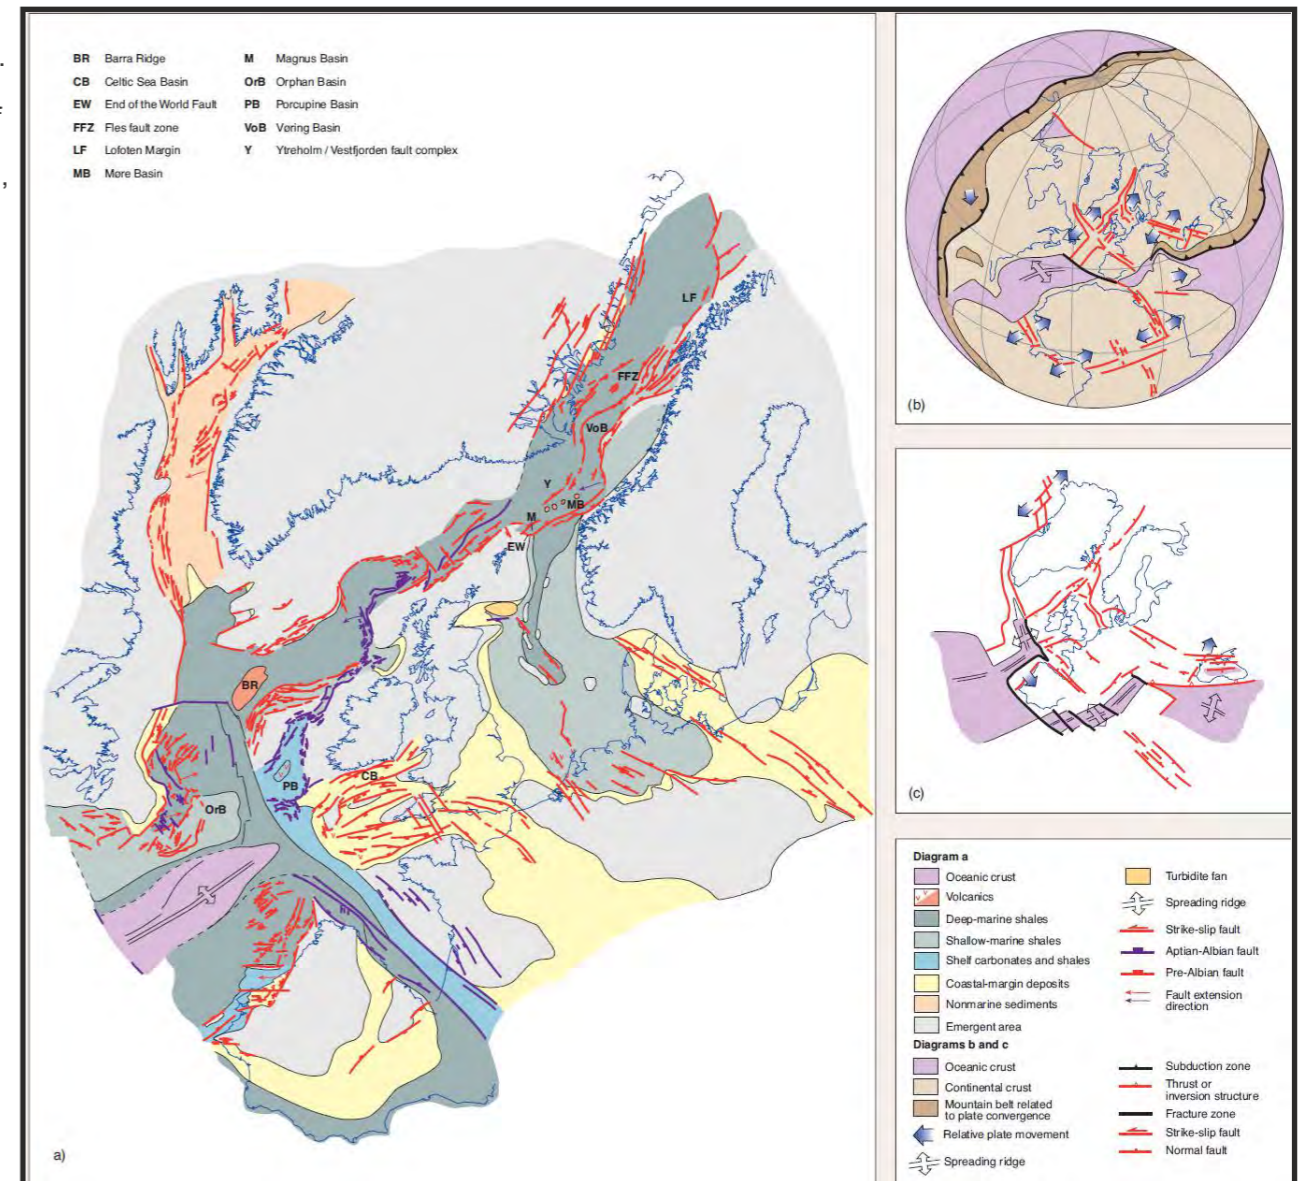 BR Barra Ridge
CB Celtic Sea Basin
EW End of the World Fault
FFZ Fles fault zone
LF Lofoten Margin
MB Møre Basin
M Magnus Basin
OrB Orphan Basin
PB Porcupine Basin
VoB Vøring Basin
Y Ytreholm / Vestfjorden fault complex
LF
FFZ
VoB
Y
MB
M
EW
BR
PB
CB
OrB
a)
(b)
(c)
Diagram a
Oceanic crust
Volcanics
Deep-marine shales
Shallow-marine shales
Shelf carbonates and shales
Coastal-margin deposits
Nonmarine sediments
Emergent area
Turbidite fan
Spreading ridge
Strike-slip fault
Aptian-Albian fault
Pre-Albian fault
Fault extension
direction
Diagrams b and c
Oceanic crust
Continental crust
Mountain belt related
to plate convergence
Relative plate movement
Spreading ridge
Subduction zone
Thrust or
inversion structure
Fracture zone
Strike-slip fault
Normal fault